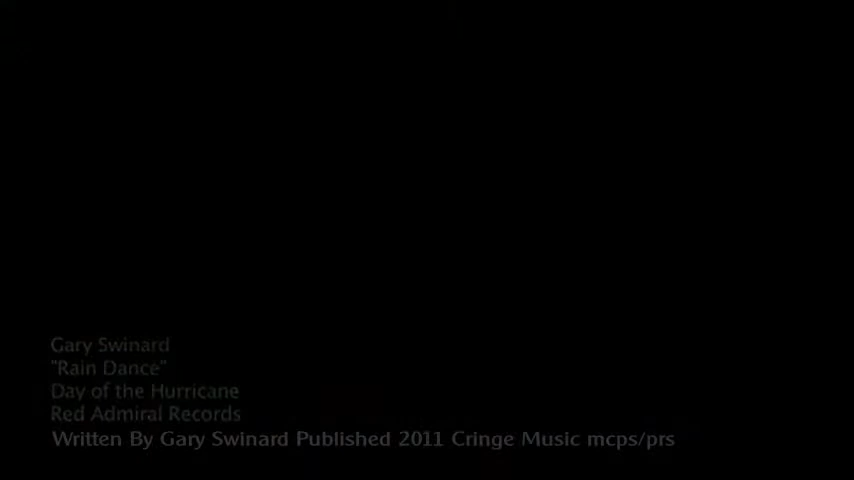 Gary Swinard
"Rain Dance"
Day of the Hurricane
Red Admiral Records
Written By Gary Swinard Published 2011 Cringe Music mcps/prs